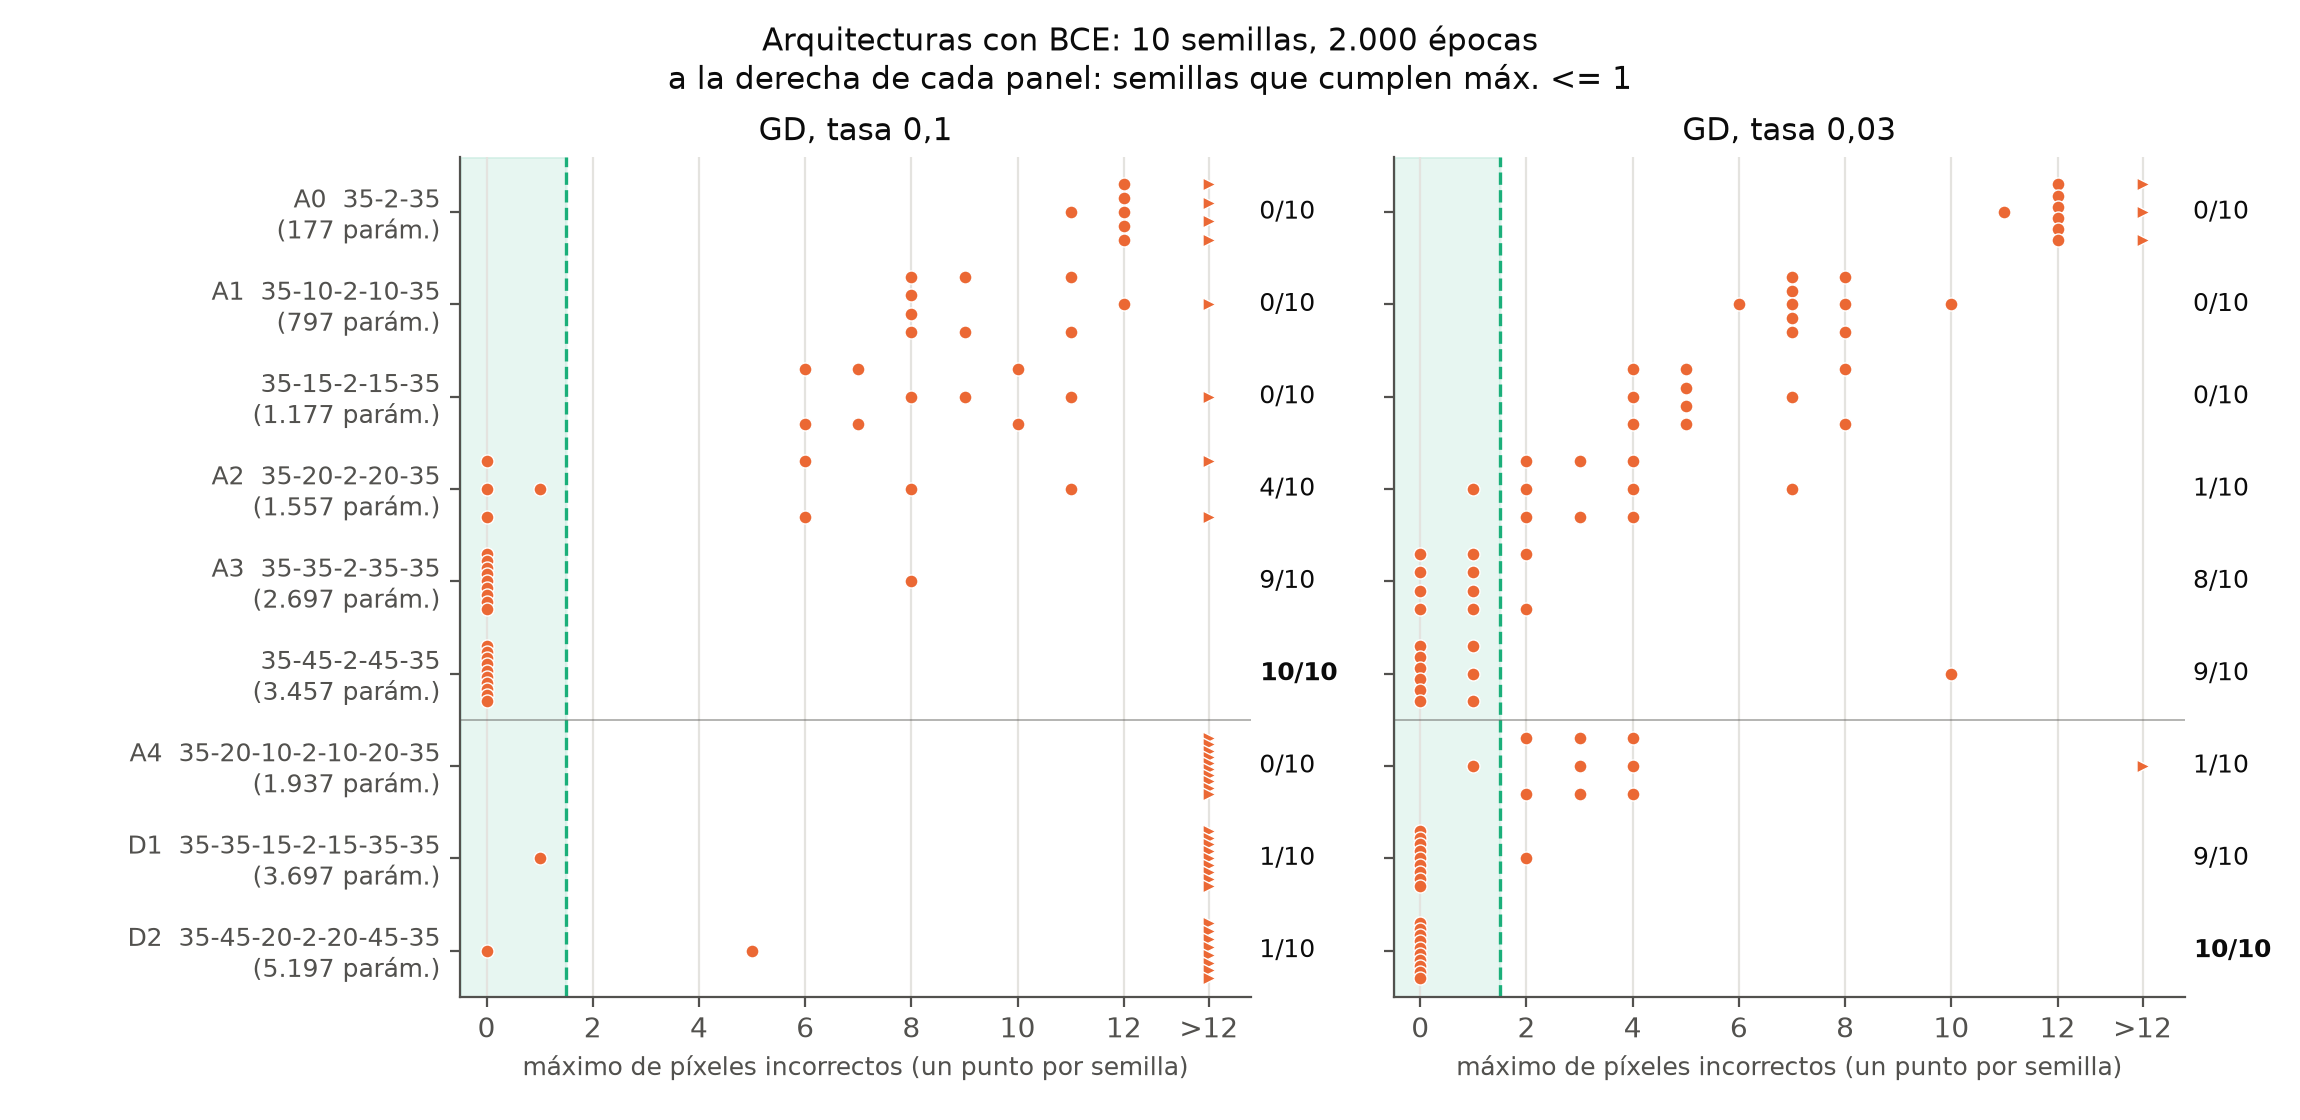 Arquitecturas con BCE: 10 semillas, 2.000 épocas
a la derecha de cada panel: semillas que cumplen máx. <= 1
GD, tasa 0,1
A0  35-2-35
(177 parám.)
0/10
A1  35-10-2-10-35
(797 parám.)
0/10
35-15-2-15-35
(1.177 parám.)
0/10
A2  35-20-2-20-35
(1.557 parám.)
4/10
A3  35-35-2-35-35
(2.697 parám.)
9/10
35-45-2-45-35
(3.457 parám.)
10/10
A4  35-20-10-2-10-20-35
(1.937 parám.)
0/10
D1  35-35-15-2-15-35-35
(3.697 parám.)
1/10
D2  35-45-20-2-20-45-35
(5.197 parám.)
1/10
0 2 4 6 8 10 12 >12
máximo de píxeles incorrectos (un punto por semilla)
GD, tasa 0,03
0/10
0/10
0/10
1/10
8/10
9/10
1/10
9/10
10/10
0 2 4 6 8 10 12 >12
máximo de píxeles incorrectos (un punto por semilla)